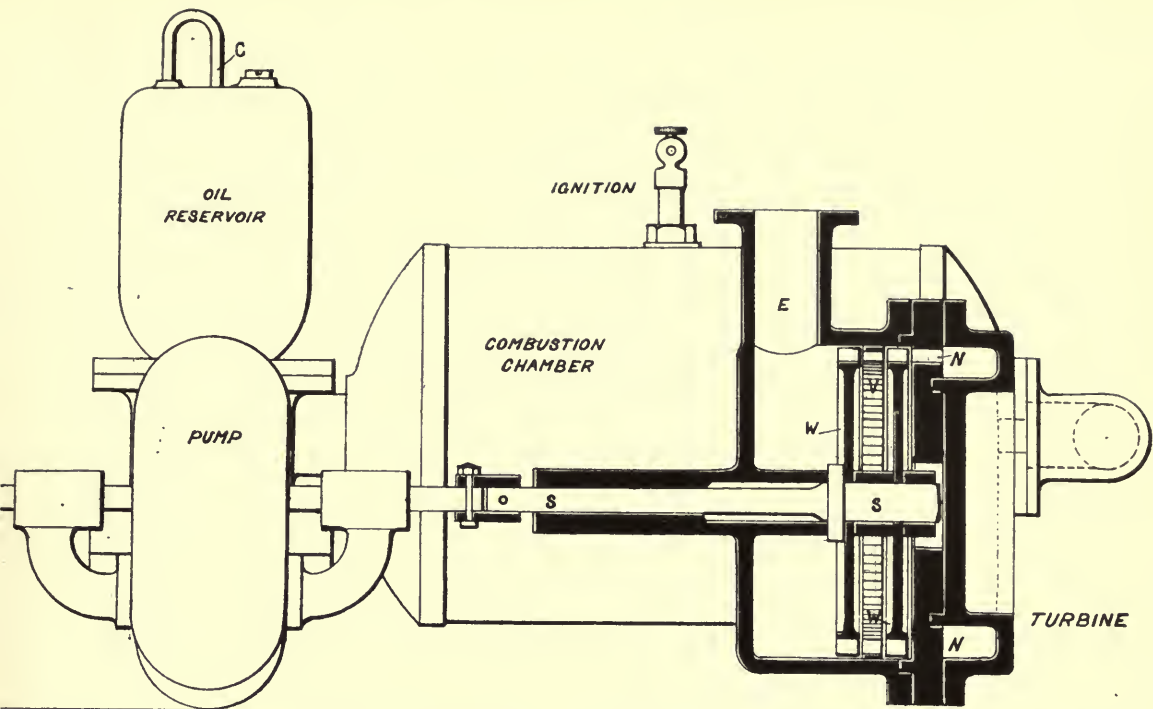 C
OIL
RESERVOIR
IGNITION
E
COMBUSTION
CHAMBER
N
V
W
PUMP
S
S
W
TURBINE
N